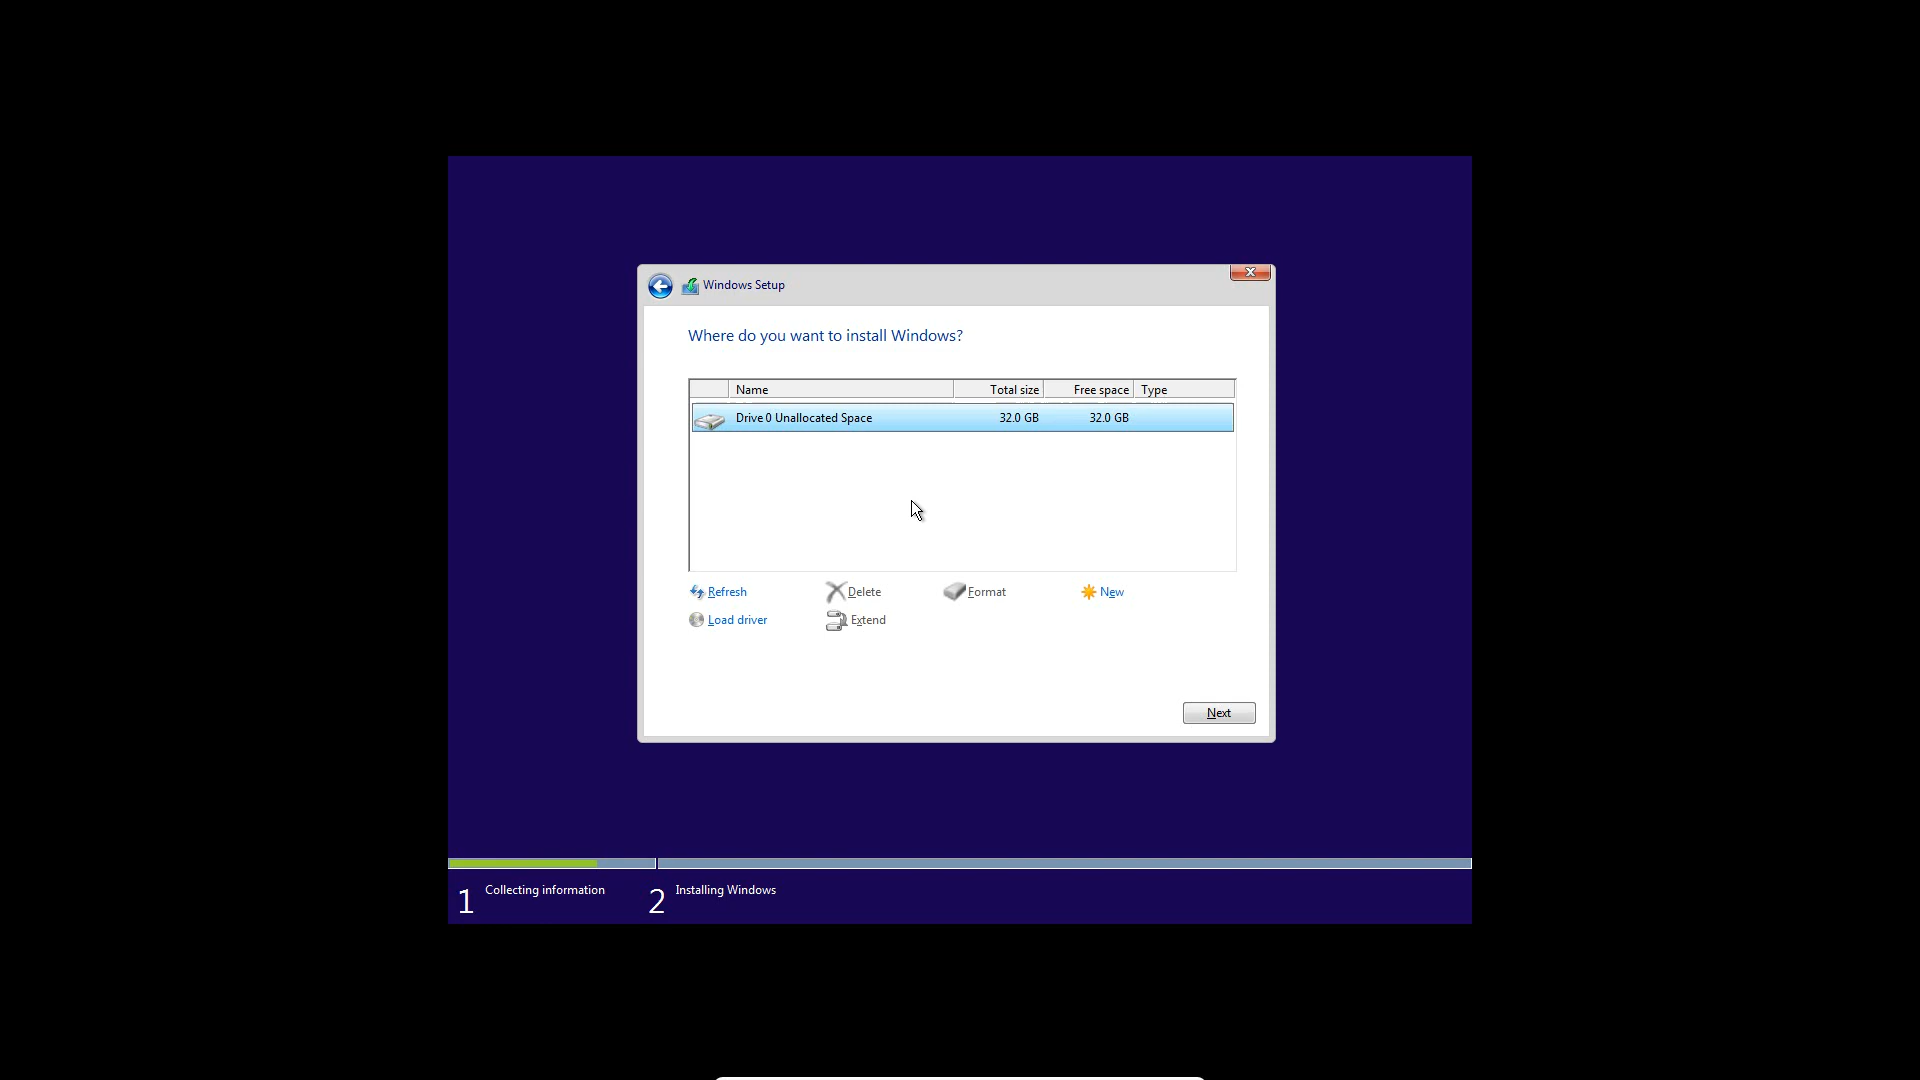 Windows Setup
Where do you want to install Windows?
Name Total size Free space Type
Drive 0 Unallocated Space 32.0 GB 32.0 GB
Refresh Delete Format New
Load driver Extend
Next
1 Collecting information 2 Installing Windows